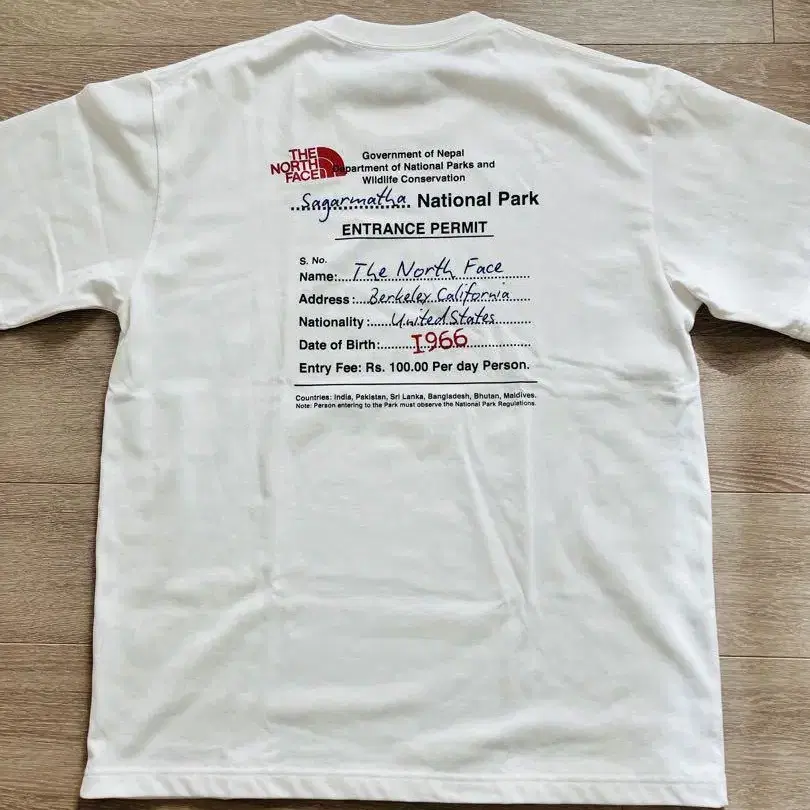 THE
NORTH
FACE
Government of Nepal
Department of National Parks and
Wildlife Conservation
Sagarmatha National Park
ENTRANCE PERMIT
S. No.
Name: The North Face
Address: Berkeley California
Nationality: United States
Date of Birth: 1966
Entry Fee: Rs. 100.00 Per day Person.
Countries: India, Pakistan, Sri Lanka, Bangladesh, Bhutan, Maldives.
Note: Person entering to the Park must observe the National Park Regulations.